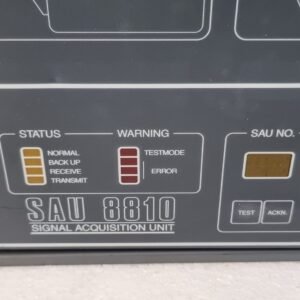 STATUS
WARNING
SAU NO.
NORMAL
BACK UP
RECEIVE
TRANSMIT
TESTMODE
ERROR
TEST
ACKN.
SAU 8810
SIGNAL ACQUISITION UNIT